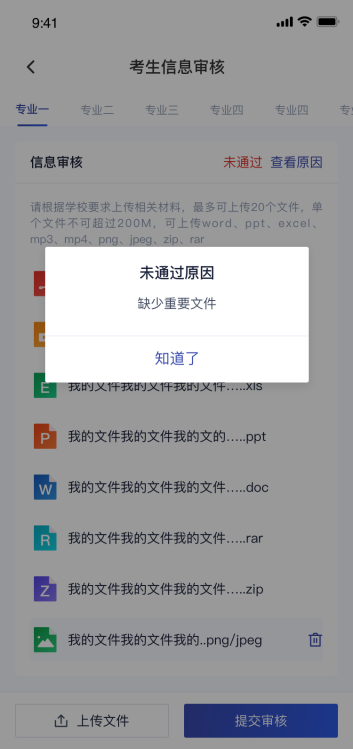 9:41
考生信息审核
专业一 专业二 专业三 专业四 专业四 专
信息审核 未通过 查看原因
请根据学校要求上传相关材料，最多可上传20个文件，单
个文件不可超过200M，可上传word、ppt、excel、
mp3、mp4、png、jpeg、zip、rar
未通过原因
缺少重要文件
知道了
E 我的文件我的文件我的文件.....xls
P 我的文件我的文件我的文的.....ppt
W 我的文件我的文件我的文件.....doc
R 我的文件我的文件我的文件.....rar
Z 我的文件我的文件我的文件.....zip
我的文件我的文件我的..png/jpeg
上传文件 提交审核